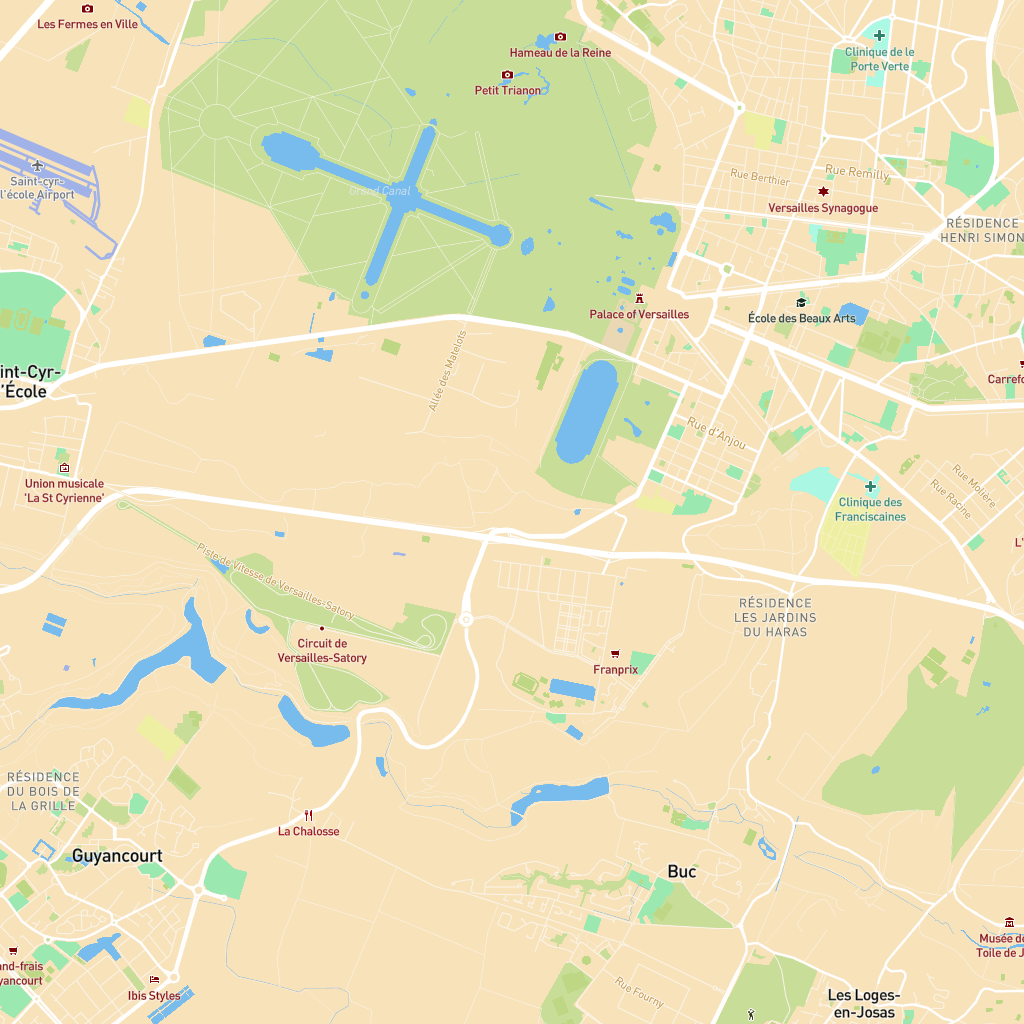 Les Fermes en Ville
Hameau de la Reine
Petit Trianon
Clinique de le
Porte Verte
Saint-cyr-
l'école Airport
Grand Canal
Rue Berthier
Rue Remilly
Versailles Synagogue
RÉSIDENCE
HENRI SIMON
Palace of Versailles
École des Beaux Arts
Allée des Matelots
int-Cyr-
'École
Carrefo
Rue d'Anjou
Union musicale
'La St Cyrienne'
Clinique des
Franciscaines
Rue Molière
Rue Racine
L'
Piste de Vitesse de Versailles-Satory
RÉSIDENCE
LES JARDINS
DU HARAS
Circuit de
Versailles-Satory
Franprix
RÉSIDENCE
DU BOIS DE
LA GRILLE
La Chalosse
Guyancourt
Buc
Musée de
Toile de J
and-frais
yancourt
Ibis Styles
Rue Fourny
Les Loges-
en-Josas